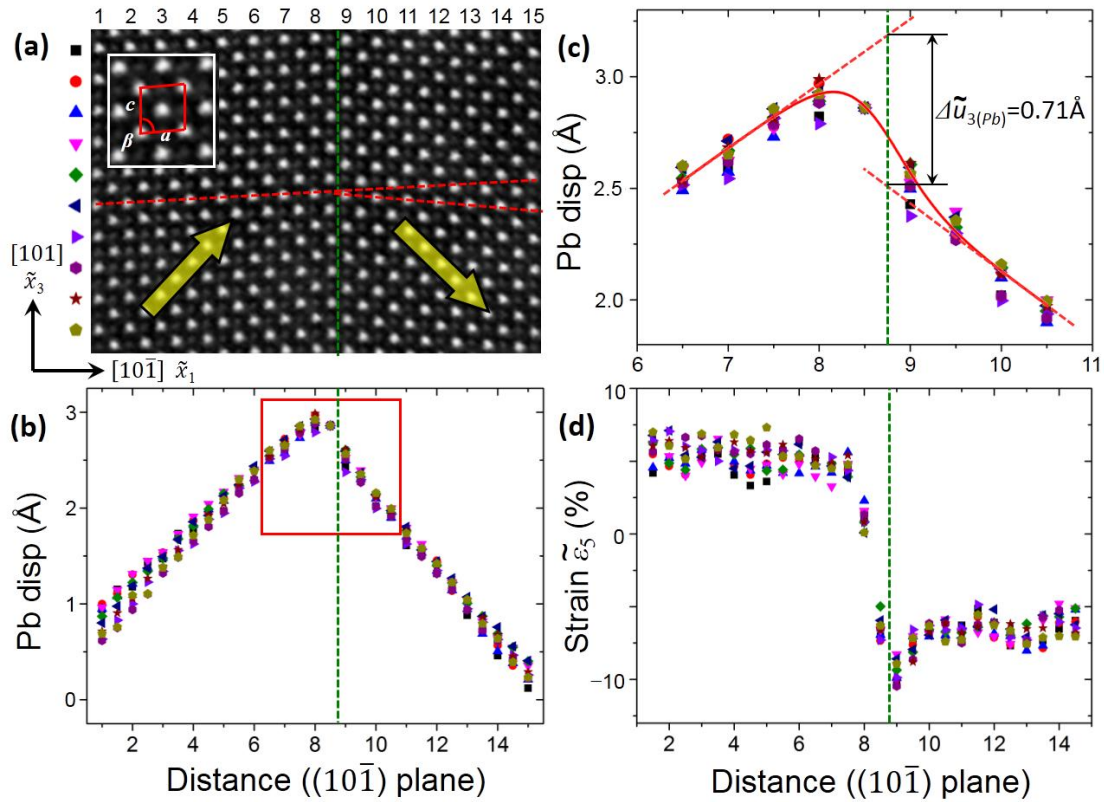 1 2 3 4 5 6 7 8 9 10 11 12 13 14 15
(a)
c
β a
[101]
x̃₃
[101̅] x̃₁
(c)
Pb disp (Å)
3.0
2.5
2.0
Δũ₃₍Pb₎=0.71Å
6 7 8 9 10 11
(b)
Pb disp (Å)
3
2
1
0
2 4 6 8 10 12 14
Distance ((101̅) plane)
(d)
Strain ε̃₅ (%)
10
5
0
−10
2 4 6 8 10 12 14
Distance ((101̅) plane)